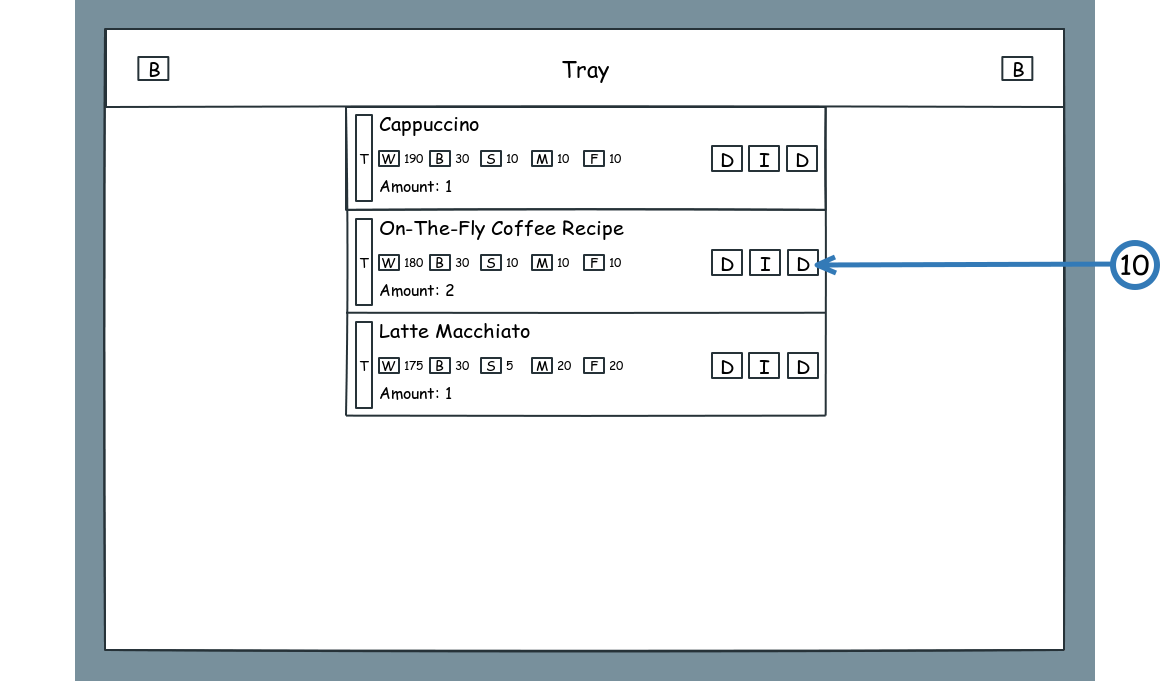 B Tray B
Cappuccino
T W 190 B 30 S 10 M 10 F 10 D I D
Amount: 1
On-The-Fly Coffee Recipe
T W 180 B 30 S 10 M 10 F 10 D I D 10
Amount: 2
Latte Macchiato
T W 175 B 30 S 5 M 20 F 20 D I D
Amount: 1